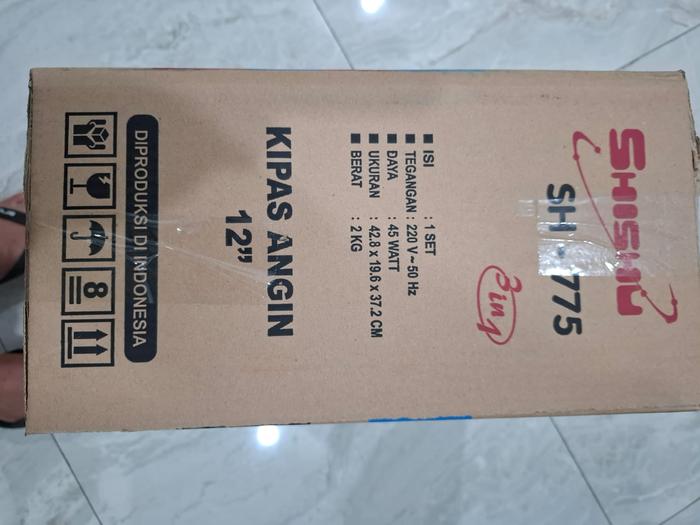 SHISHU
SH - 775
3in1
■ ISI : 1 SET
■ TEGANGAN : 220 V ~ 50 Hz
■ DAYA : 45 WATT
■ UKURAN : 42.8 x 19.6 x 37.2 CM
■ BERAT : 2 KG
KIPAS ANGIN
12”
DIPRODUKSI DI INDONESIA
8